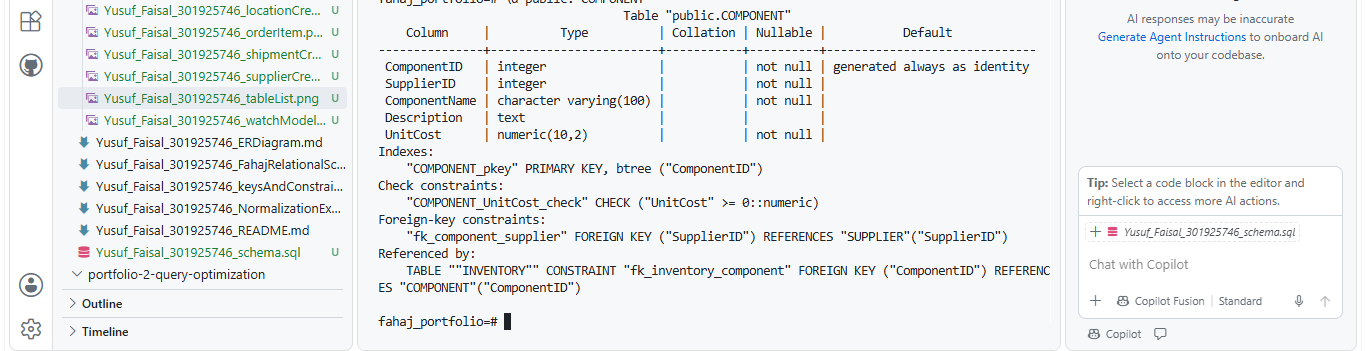 Yusuf_Faisal_301925746_locationCre... U
Yusuf_Faisal_301925746_orderItem.p... U
Yusuf_Faisal_301925746_shipmentCr... U
Yusuf_Faisal_301925746_supplierCre... U
Yusuf_Faisal_301925746_tableList.png U
Yusuf_Faisal_301925746_watchModel... U
Yusuf_Faisal_301925746_ERDiagram.md
Yusuf_Faisal_301925746_FahajRelationalSc...
Yusuf_Faisal_301925746_keysAndConstrai...
Yusuf_Faisal_301925746_NormalizationEx...
Yusuf_Faisal_301925746_README.md
Yusuf_Faisal_301925746_schema.sql U
portfolio-2-query-optimization
Outline
Timeline
Table "public.COMPONENT"
Column | Type | Collation | Nullable | Default
---------------+------------------------+-----------+----------+------------------------------
ComponentID | integer | | not null | generated always as identity
SupplierID | integer | | not null |
ComponentName | character varying(100) | | not null |
Description | text | | |
UnitCost | numeric(10,2) | | not null |
Indexes:
"COMPONENT_pkey" PRIMARY KEY, btree ("ComponentID")
Check constraints:
"COMPONENT_UnitCost_check" CHECK ("UnitCost" >= 0::numeric)
Foreign-key constraints:
"fk_component_supplier" FOREIGN KEY ("SupplierID") REFERENCES "SUPPLIER"("SupplierID")
Referenced by:
TABLE ""INVENTORY"" CONSTRAINT "fk_inventory_component" FOREIGN KEY ("ComponentID") REFERENC
ES "COMPONENT"("ComponentID")
fahaj_portfolio=#
AI responses may be inaccurate
Generate Agent Instructions to onboard AI
onto your codebase.
Tip: Select a code block in the editor and
right-click to access more AI actions.
+ Yusuf_Faisal_301925746_schema.sql
Chat with Copilot
+ Copilot Fusion | Standard
Copilot